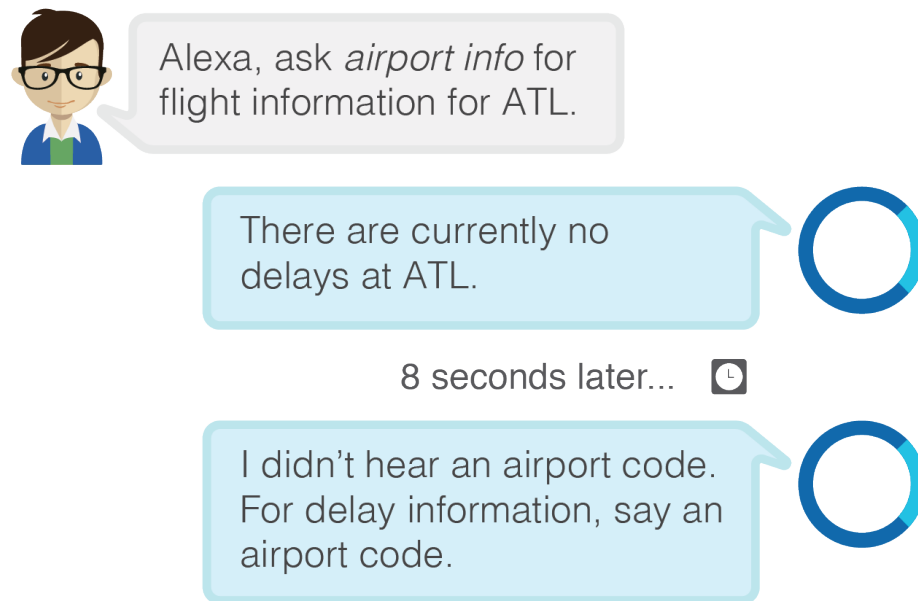 Alexa, ask airport info for
flight information for ATL.
There are currently no
delays at ATL.
8 seconds later...
I didn’t hear an airport code.
For delay information, say an
airport code.